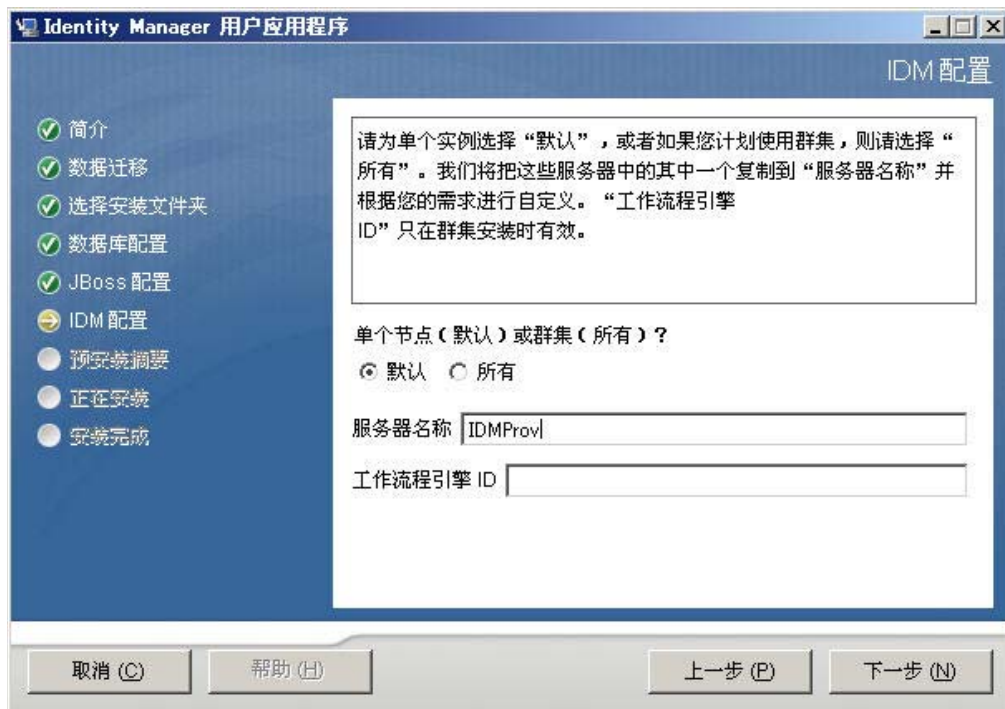 Identity Manager 用户应用程序
IDM 配置
简介
数据迁移
选择安装文件夹
数据库配置
JBoss 配置
IDM 配置
预安装摘要
正在安装
安装完成
请为单个实例选择“默认”，或者如果您计划使用群集，则请选择“
所有”。我们将把这些服务器中的其中一个复制到“服务器名称”并
根据您的需求进行自定义。“工作流程引擎
ID”只在群集安装时有效。
单个节点(默认)或群集(所有)?
默认 所有
服务器名称 IDMProv
工作流程引擎 ID
取消 (C) 帮助 (H) 上一步 (P) 下一步 (N)